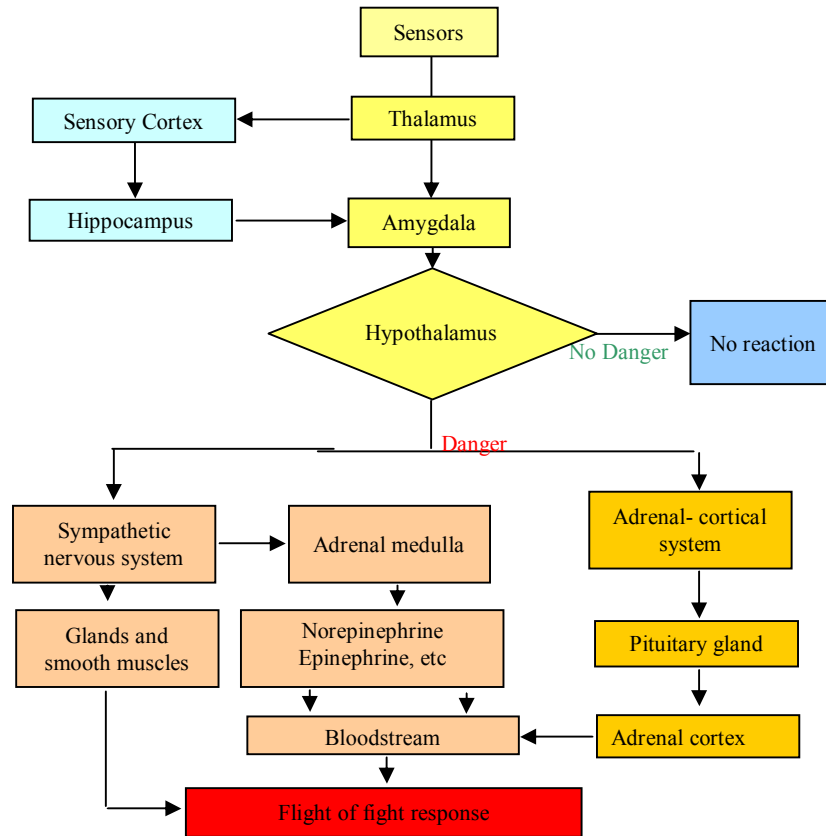 Sensors
Sensory Cortex
Thalamus
Hippocampus
Amygdala
Hypothalamus
No Danger
No reaction
Danger
Sympathetic
nervous system
Adrenal medulla
Adrenal- cortical
system
Glands and
smooth muscles
Norepinephrine
Epinephrine, etc
Pituitary gland
Bloodstream
Adrenal cortex
Flight of fight response